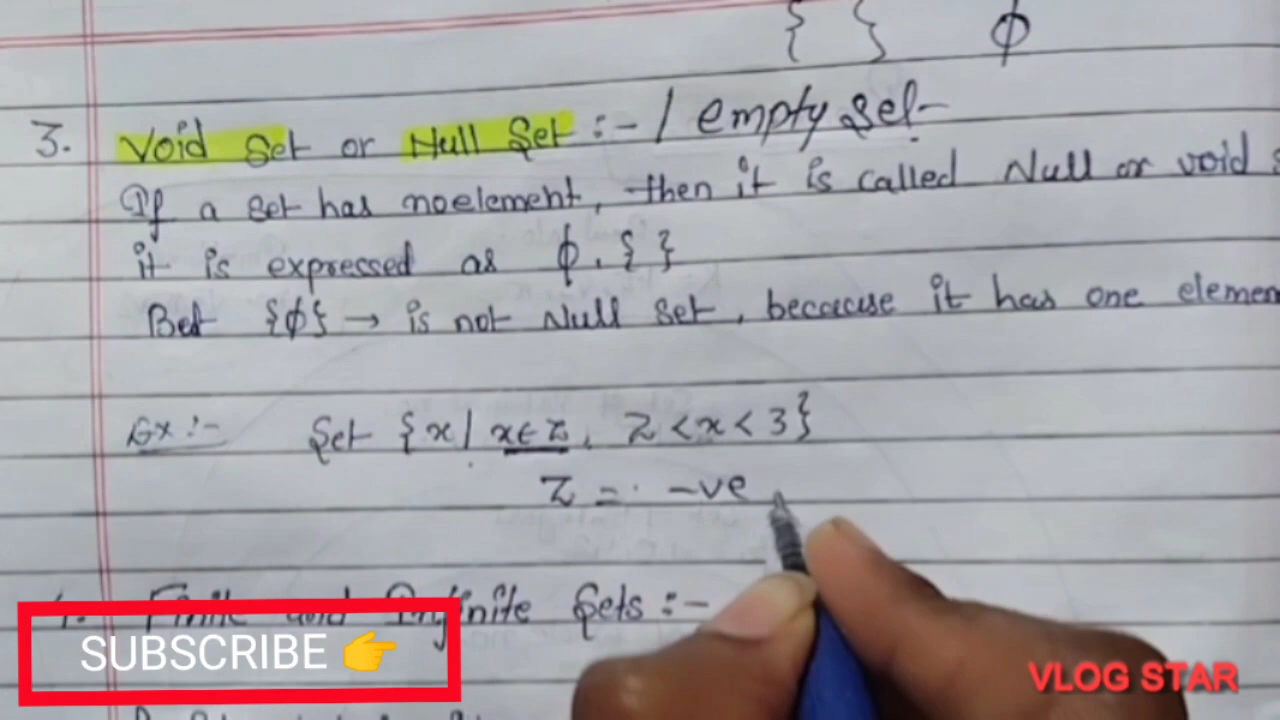 { } ϕ
3. Void Set or Null Set :- / empty Set
If a set has noelement, then it is called Null or void s
it is expressed as ϕ, { }
But {ϕ} → is not Null Set, because it has one elemen
Ex :- Set {x | x∈Z, 2 < x < 3}
Z = -ve
4. Finite and Infinite Sets :-
SUBSCRIBE 👉
VLOG STAR